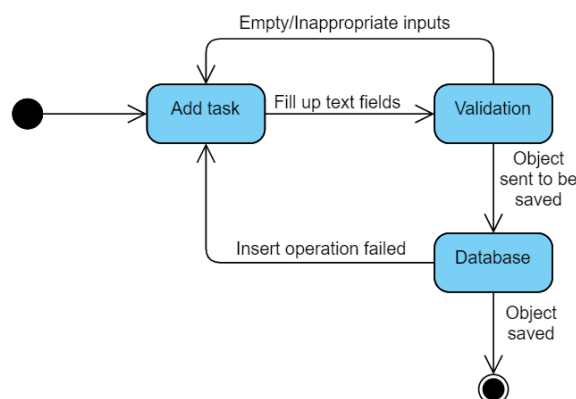 Empty/Inappropriate inputs
Add task
Fill up text fields
Validation
Object
sent to be
saved
Insert operation failed
Database
Object
saved